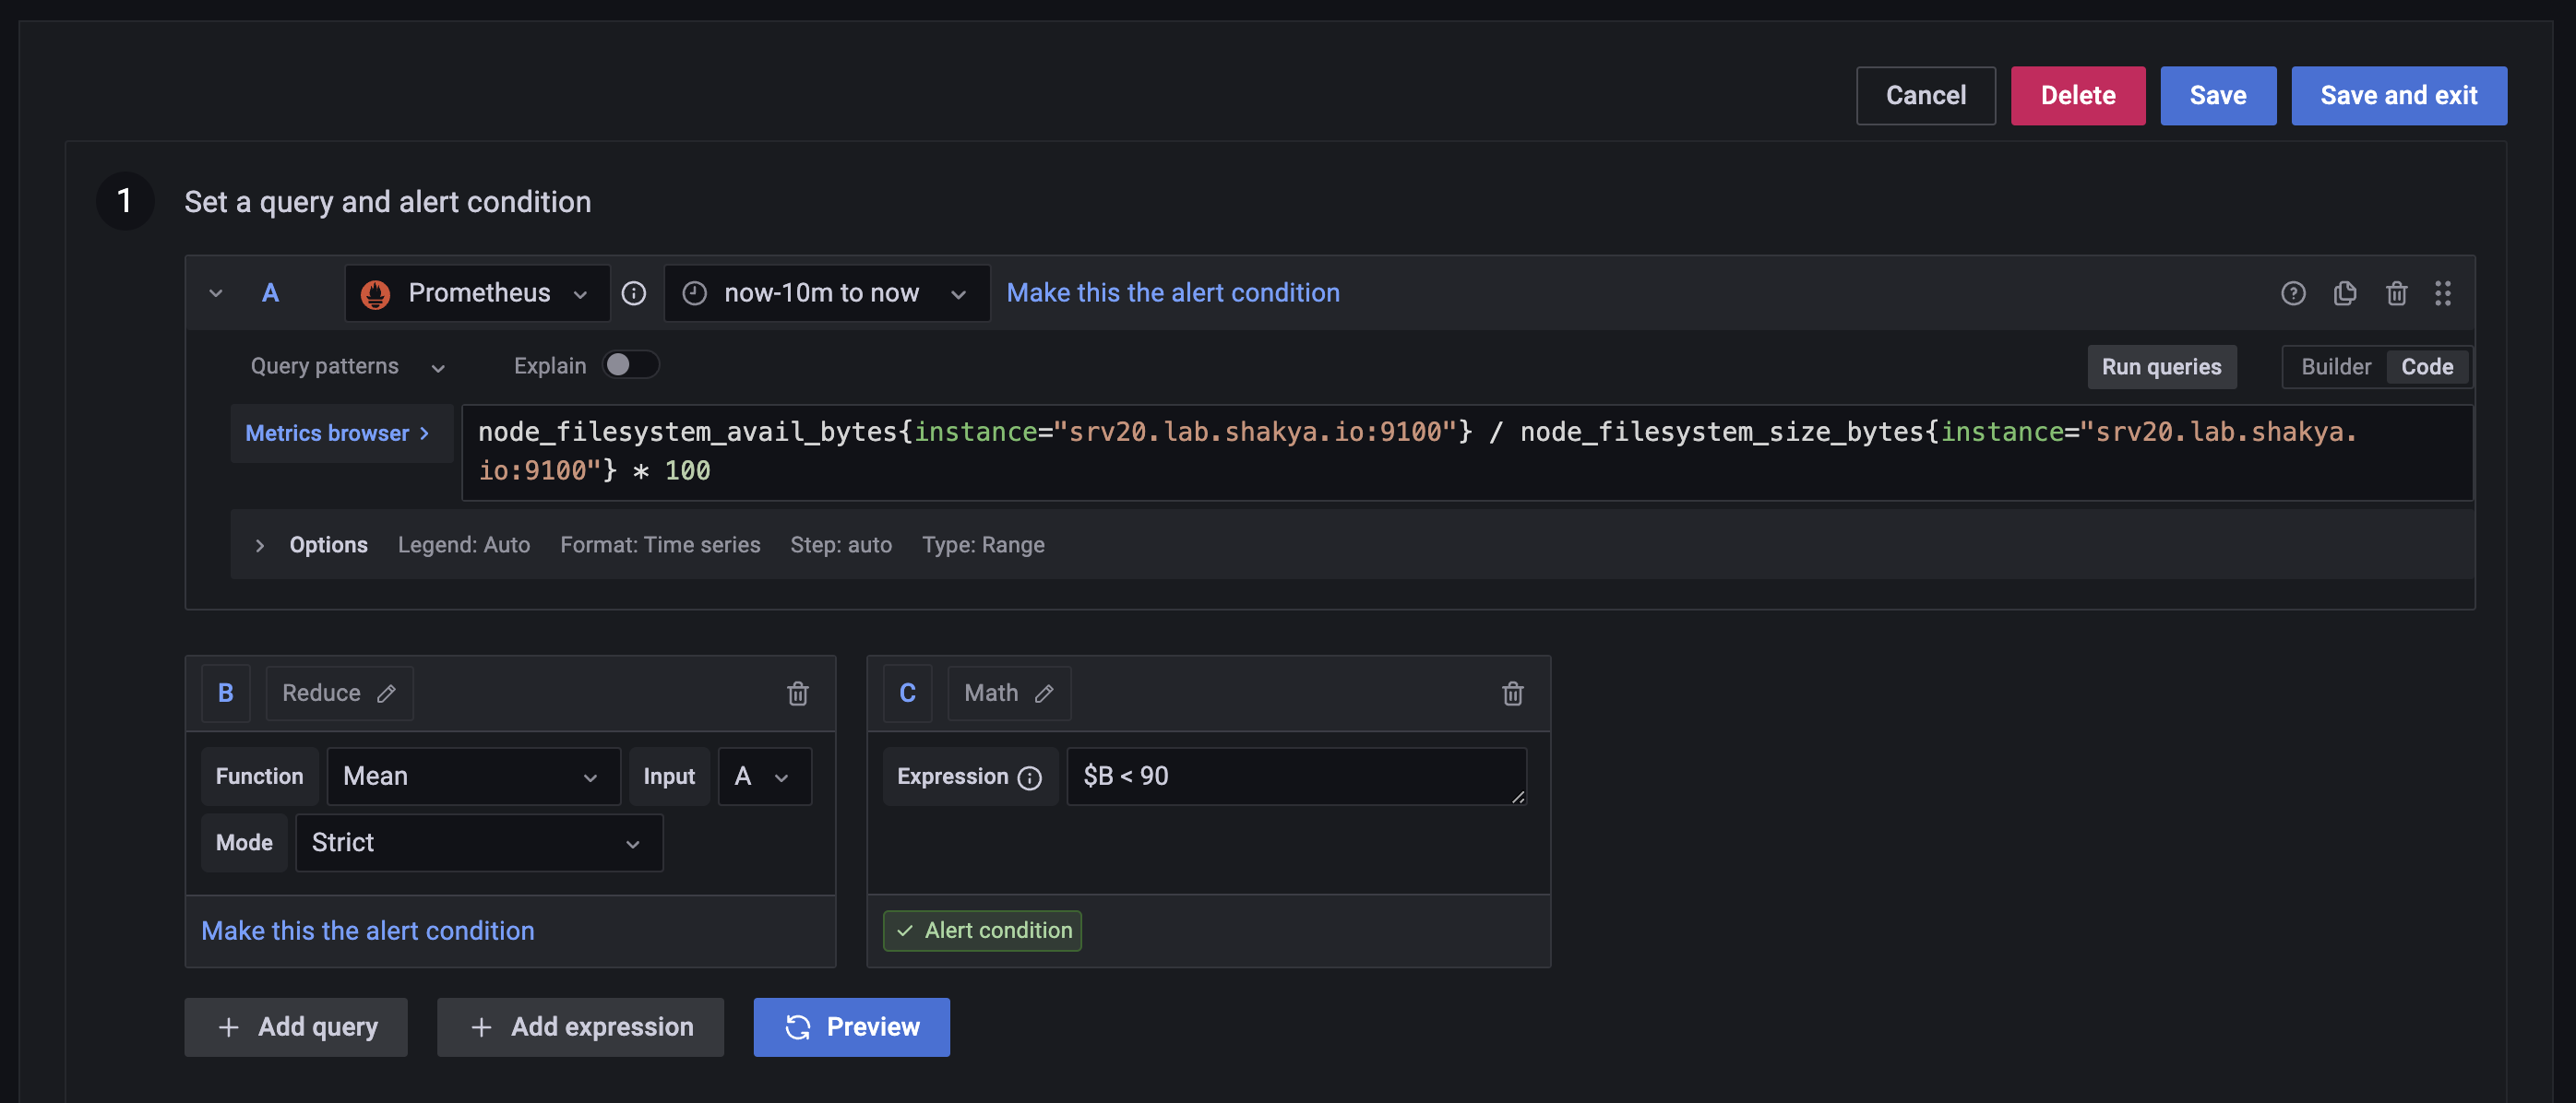 Cancel Delete Save Save and exit
1 Set a query and alert condition
A Prometheus now-10m to now Make this the alert condition
Query patterns Explain Run queries Builder Code
Metrics browser > node_filesystem_avail_bytes{instance="srv20.lab.shakya.io:9100"} / node_filesystem_size_bytes{instance="srv20.lab.shakya.
io:9100"} * 100
> Options Legend: Auto Format: Time series Step: auto Type: Range
B Reduce
Function Mean Input A
Mode Strict
Make this the alert condition
C Math
Expression $B < 90
Alert condition
+ Add query + Add expression Preview